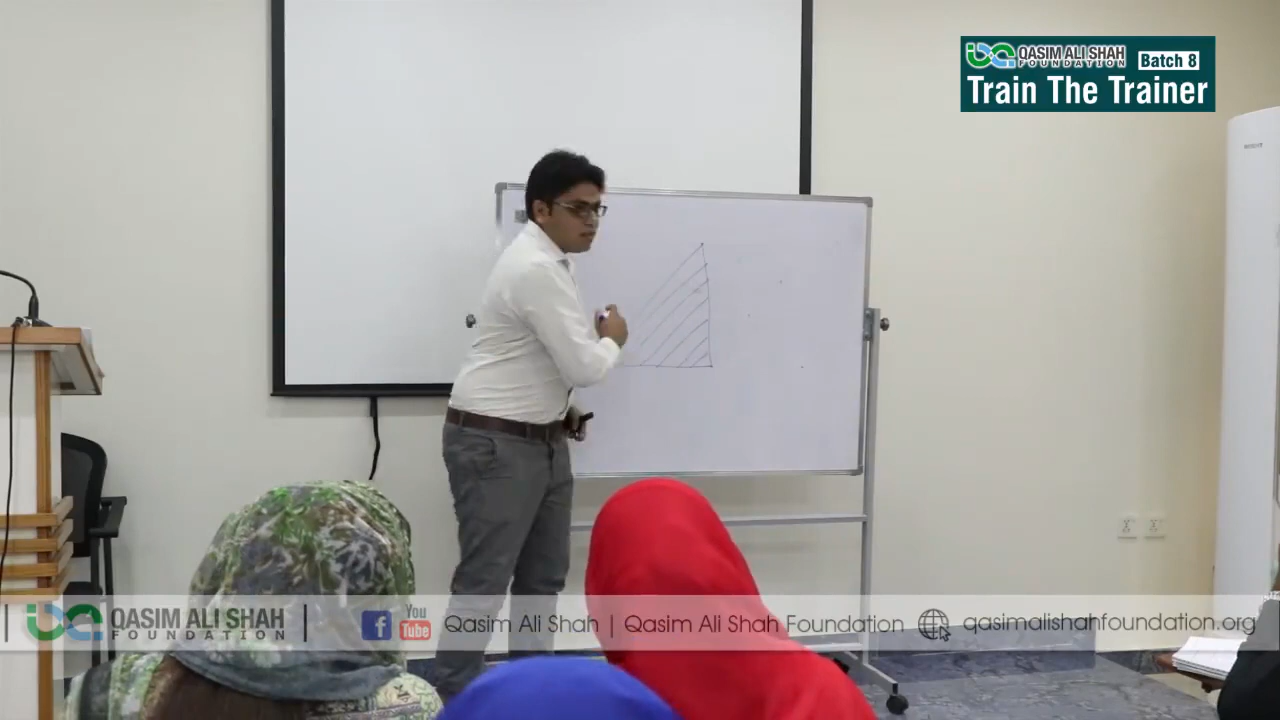 QASIM ALI SHAH
FOUNDATION
Batch 8
Train The Trainer
QASIM ALI SHAH
FOUNDATION
You
Tube
Qasim Ali Shah | Qasim Ali Shah Foundation
qasimalishahfoundation.org